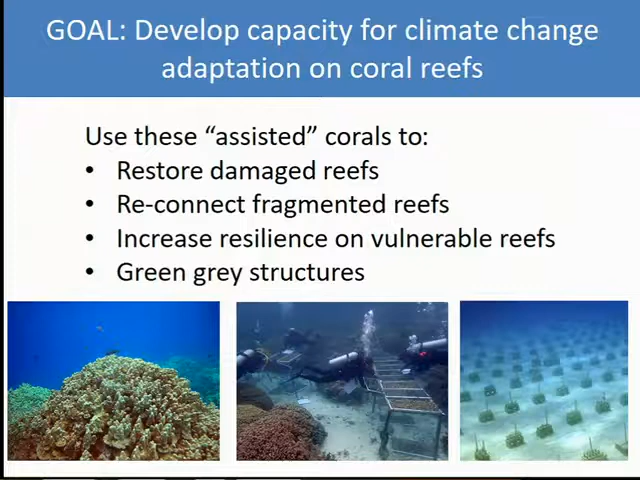 GOAL: Develop capacity for climate change
adaptation on coral reefs
Use these “assisted” corals to:
• Restore damaged reefs
• Re-connect fragmented reefs
• Increase resilience on vulnerable reefs
• Green grey structures